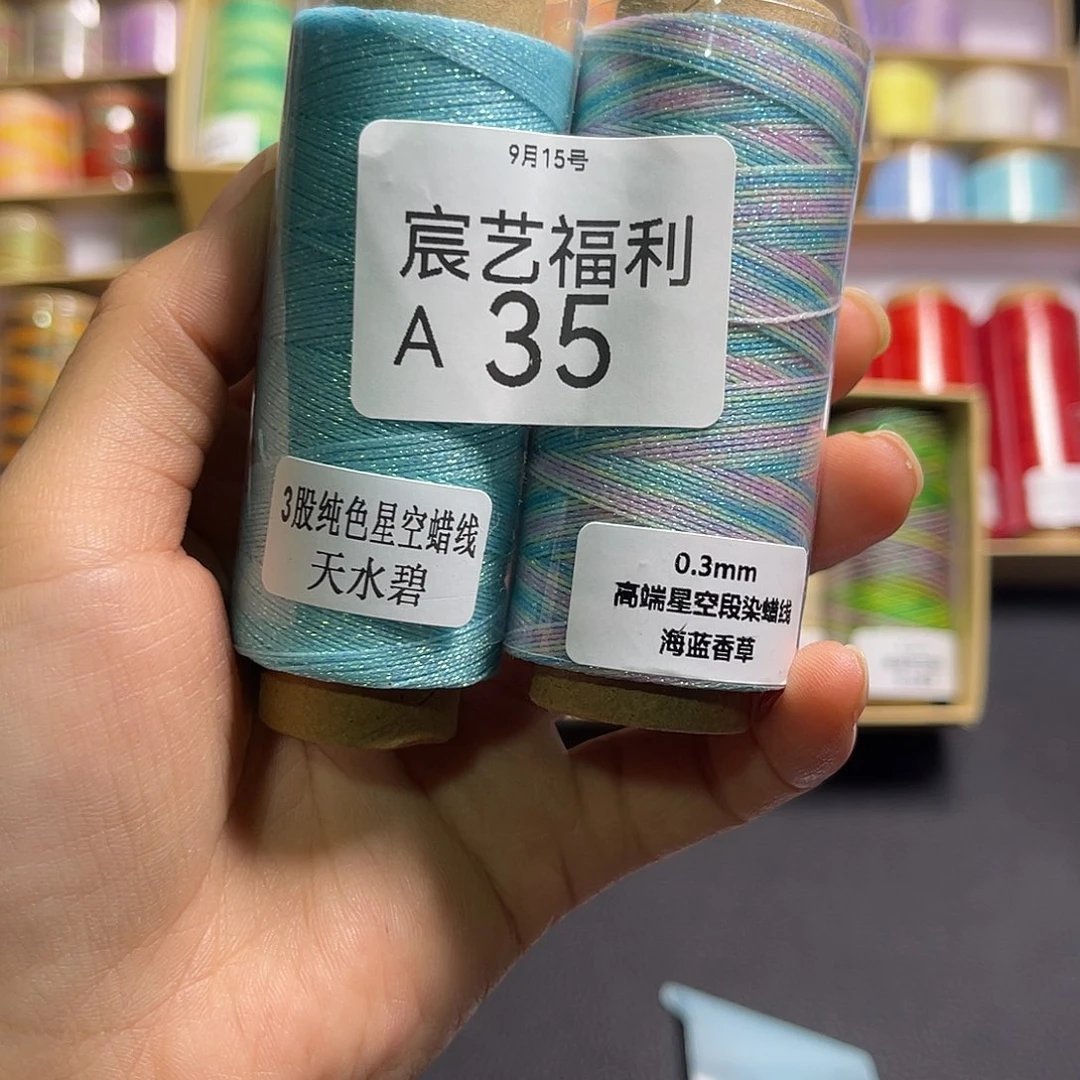 9月15号
宸艺福利
A 35
3股纯色星空蜡线
天水碧
0.3mm
高端星空段染蜡线
海蓝香草